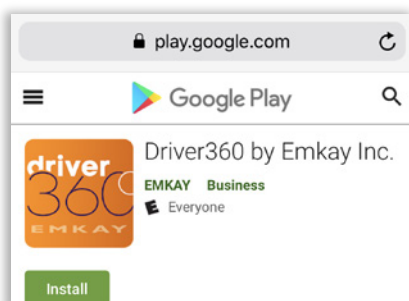 play.google.com
Google Play
driver
360
EMKAY
Driver360 by Emkay Inc.
EMKAY Business
Everyone
Install